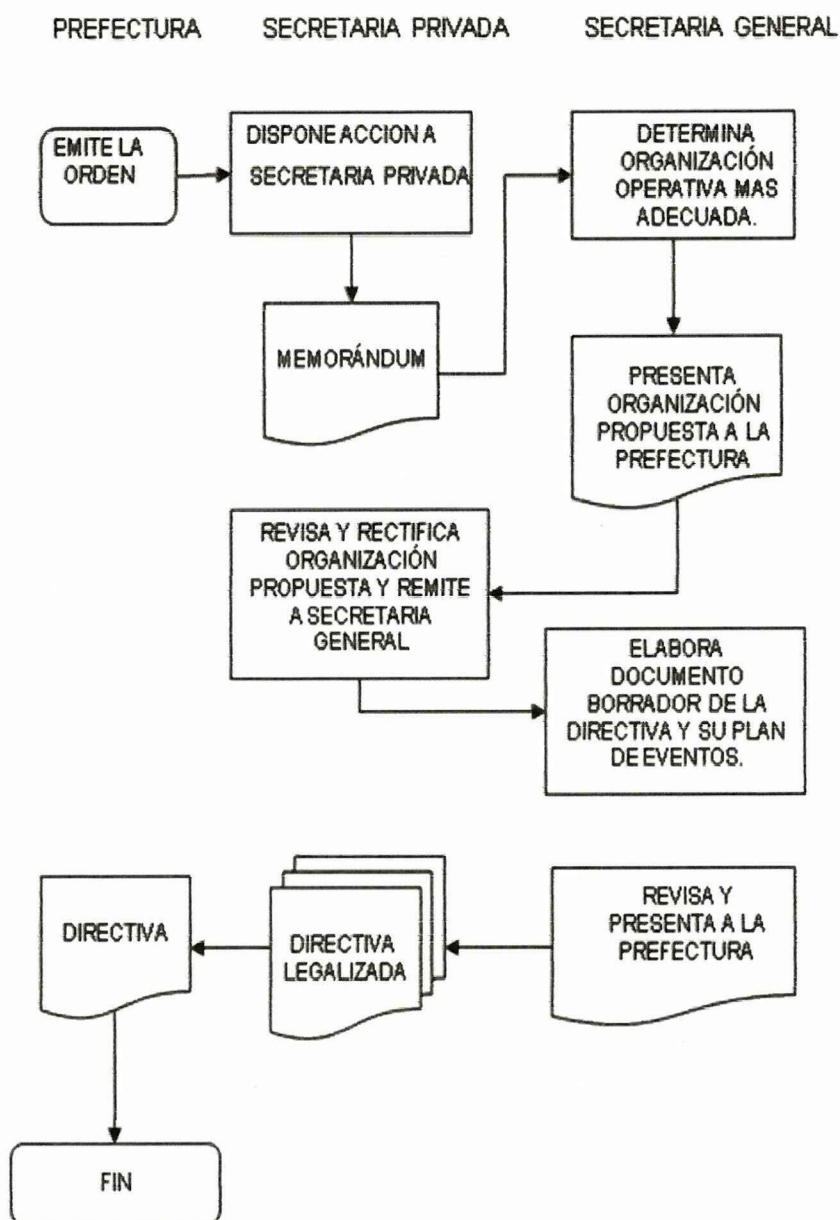 PREFECTURA SECRETARIA PRIVADA SECRETARIA GENERAL
EMITE LA
ORDEN
DISPONE ACCION A
SECRETARIA PRIVADA
DETERMINA
ORGANIZACIÓN
OPERATIVA MAS
ADECUADA.
MEMORÁNDUM
PRESENTA
ORGANIZACIÓN
PROPUESTA A LA
PREFECTURA
REVISA Y RECTIFICA
ORGANIZACIÓN
PROPUESTA Y REMITE
A SECRETARIA
GENERAL
ELABORA
DOCUMENTO
BORRADOR DE LA
DIRECTIVA Y SU PLAN
DE EVENTOS.
REVISA Y
PRESENTA A LA
PREFECTURA
DIRECTIVA
LEGALIZADA
DIRECTIVA
FIN